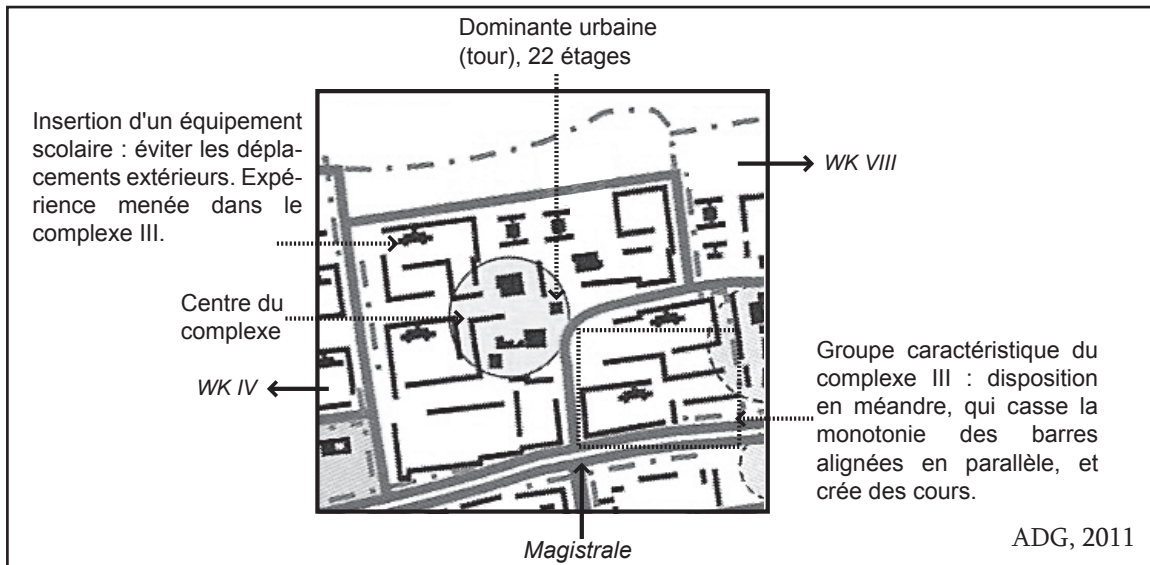 Dominante urbaine
(tour), 22 étages
Insertion d'un équipement
scolaire : éviter les dépla-
cements extérieurs. Expé-
rience menée dans le
complexe III.
WK VIII
Centre du
complexe
WK IV
Groupe caractéristique du
complexe III : disposition
en méandre, qui casse la
monotonie des barres
alignées en parallèle, et
crée des cours.
Magistrale
ADG, 2011